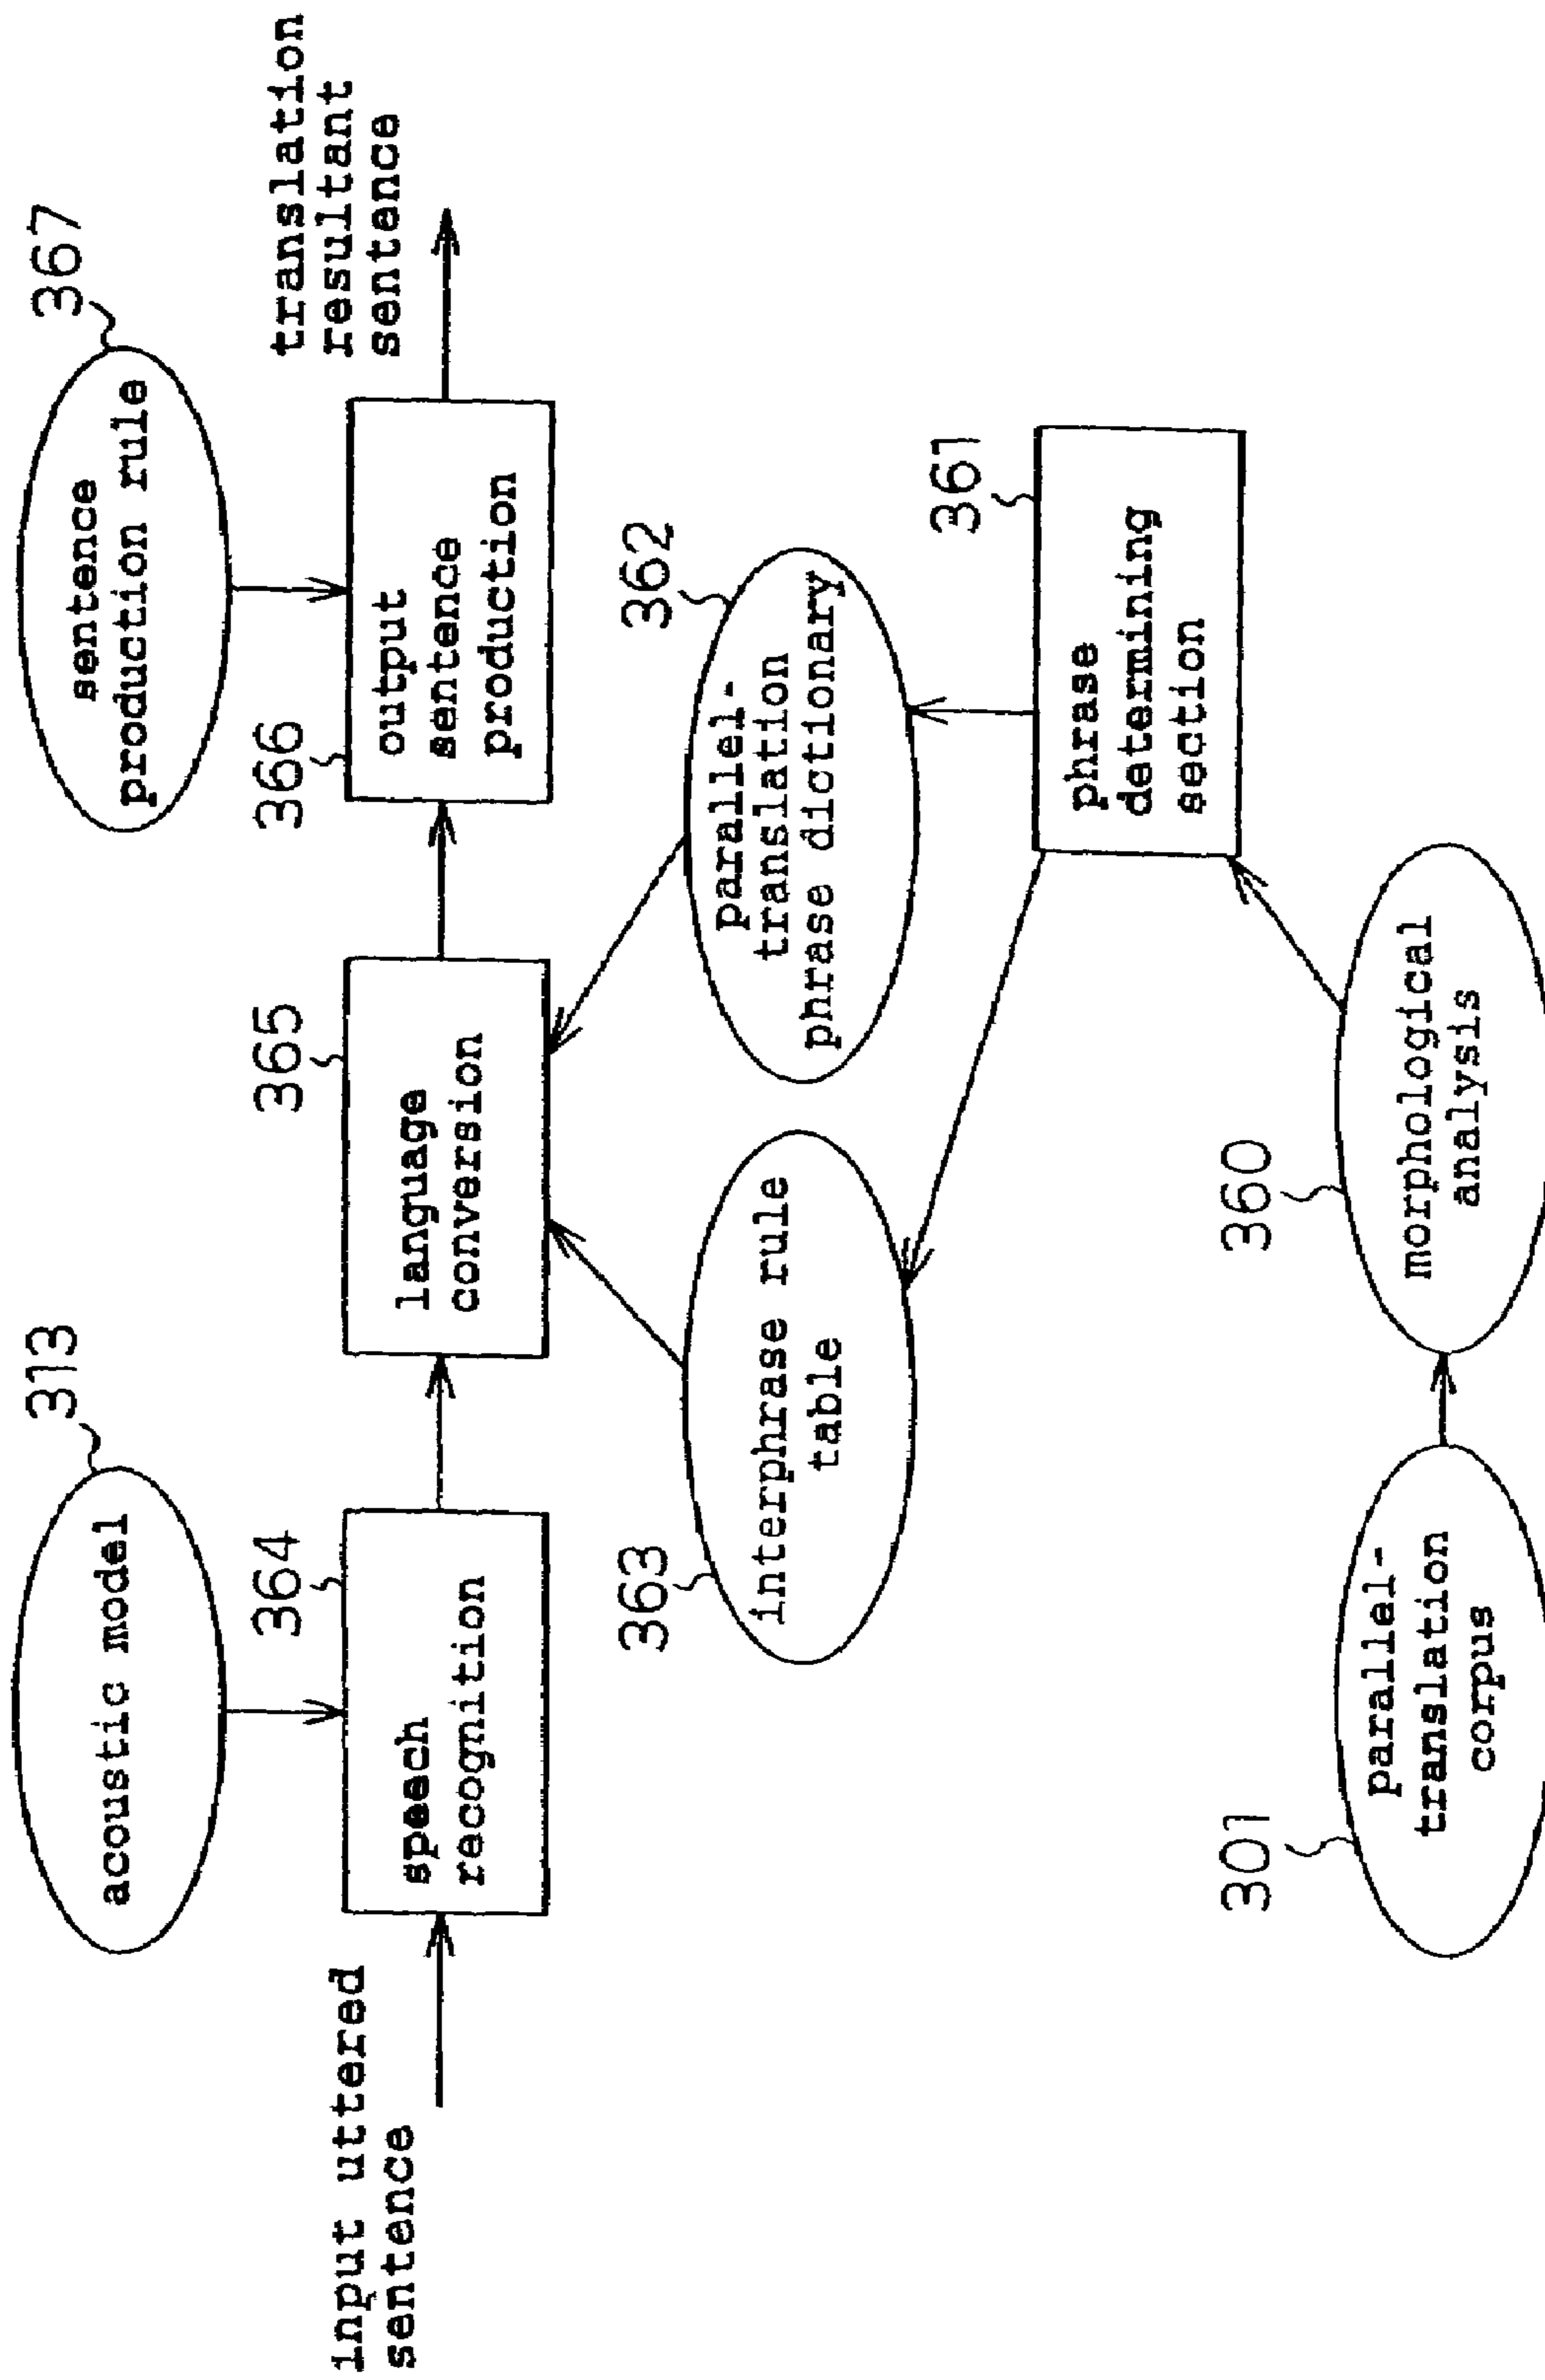 313
acoustic model
367
sentence
production rule
input uttered
sentence
364
speech
recognition
365
language
conversion
366
output
sentence
production
translation
resultant
sentence
363
interphrase rule
table
362
parallel-
translation
phrase dictionary
361
phrase
determining
section
301
parallel-
translation
corpus
360
morphological
analysis